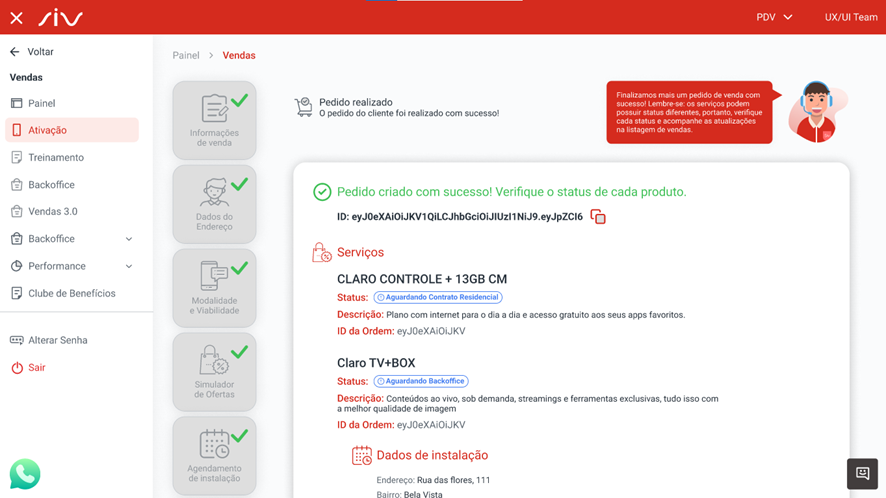 siv
PDV
UX/UI Team
Voltar
Vendas
Painel
Ativação
Treinamento
Backoffice
Vendas 3.0
Backoffice
Performance
Clube de Benefícios
Alterar Senha
Sair
Painel > Vendas
Informações
de venda
Dados do
Endereço
Modalidade
e Viabilidade
Simulador
de Ofertas
Agendamento
de instalação
Pedido realizado
O pedido do cliente foi realizado com sucesso!
Finalizamos mais um pedido de venda com
sucesso! Lembre-se: os serviços podem
possuir status diferentes, portanto, verifique
cada status e acompanhe as atualizações
na listagem de vendas.
Pedido criado com sucesso! Verifique o status de cada produto.
ID: eyJ0eXAiOiJKV1QiLCJhbGciOiJIUzI1NiJ9.eyJpZCI6
Serviços
CLARO CONTROLE + 13GB CM
Status: Aguardando Contrato Residencial
Descrição: Plano com internet para o dia a dia e acesso gratuito aos seus apps favoritos.
ID da Ordem: eyJ0eXAiOiJKV
Claro TV+BOX
Status: Aguardando Backoffice
Descrição: Conteúdos ao vivo, sob demanda, streamings e ferramentas exclusivas, tudo isso com
a melhor qualidade de imagem
ID da Ordem: eyJ0eXAiOiJKV
Dados de instalação
Endereço: Rua das flores, 111
Bairro: Bela Vista